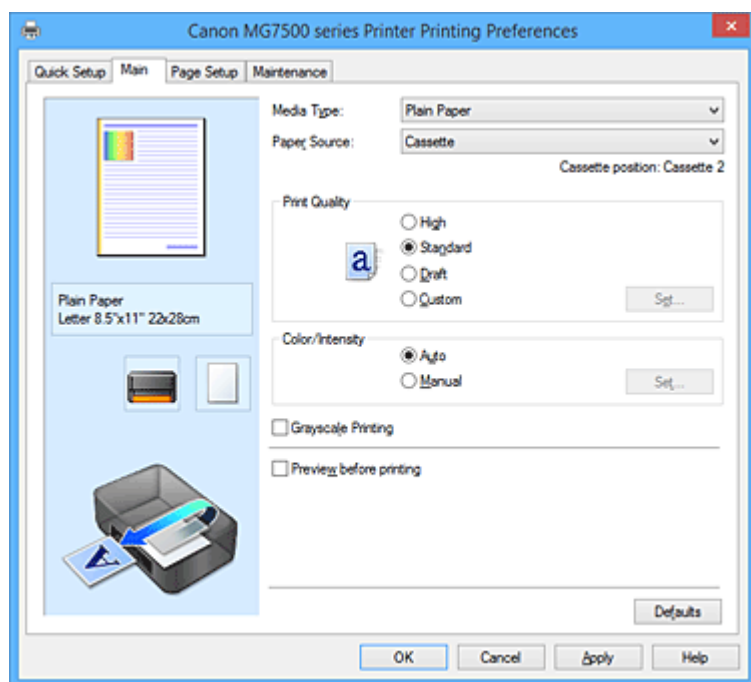 Canon MG7500 series Printer Printing Preferences
Quick Setup Main Page Setup Maintenance
Media Type: Plain Paper
Paper Source: Cassette
Cassette position: Cassette 2
Print Quality
High
a Standard
Draft
Custom Set...
Plain Paper
Letter 8.5"x11" 22x28cm
Color/Intensity
Auto
Manual Set...
Grayscale Printing
Preview before printing
A
Defaults
OK Cancel Apply Help